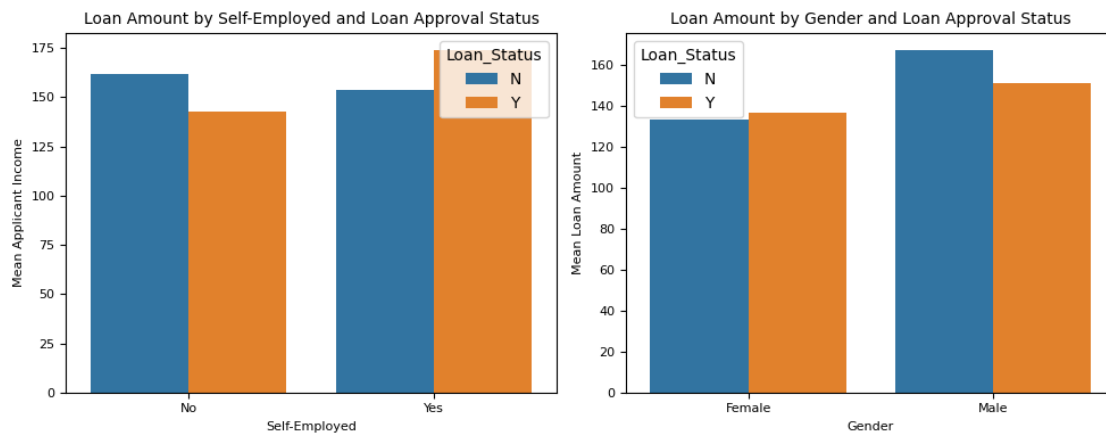 Loan Amount by Self-Employed and Loan Approval Status
Mean Applicant Income
175
150
125
100
75
50
25
0
Loan_Status
N
Y
No
Yes
Self-Employed
Loan Amount by Gender and Loan Approval Status
Mean Loan Amount
160
140
120
100
80
60
40
20
0
Loan_Status
N
Y
Female
Male
Gender